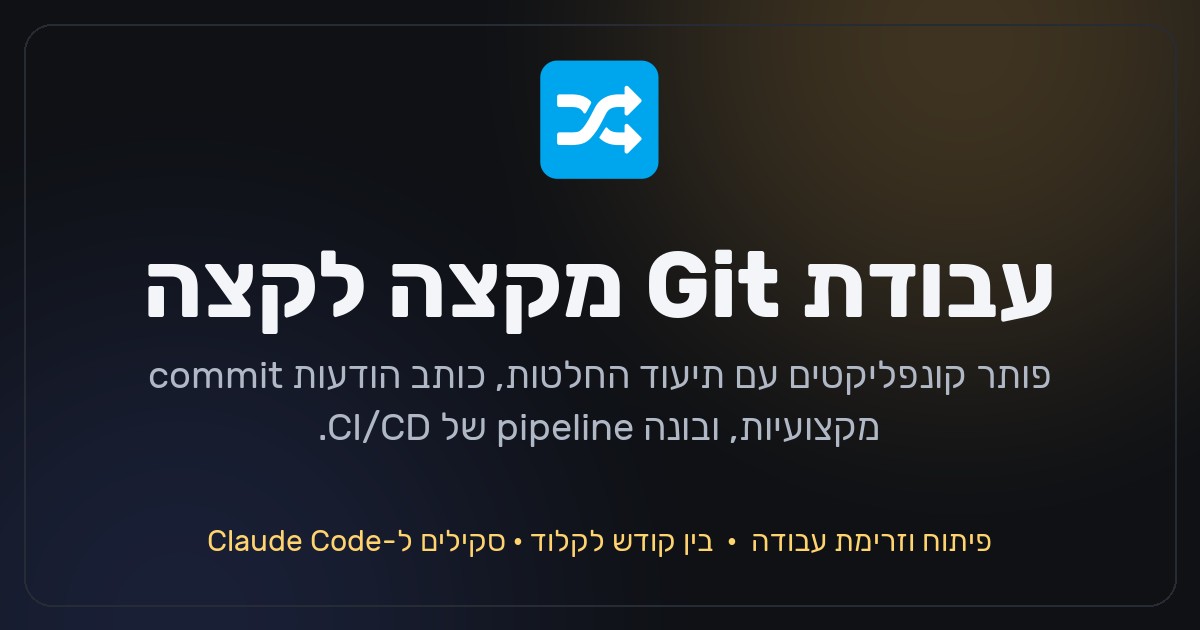 עבודת Git מקצה לקצה
פותר קונפליקטים עם תיעוד החלטות, כותב הודעות commit
מקצועיות, ובונה pipeline של CI/CD.
פיתוח וזרימת עבודה • בין קודש לקלוד • סקילים ל-Claude Code